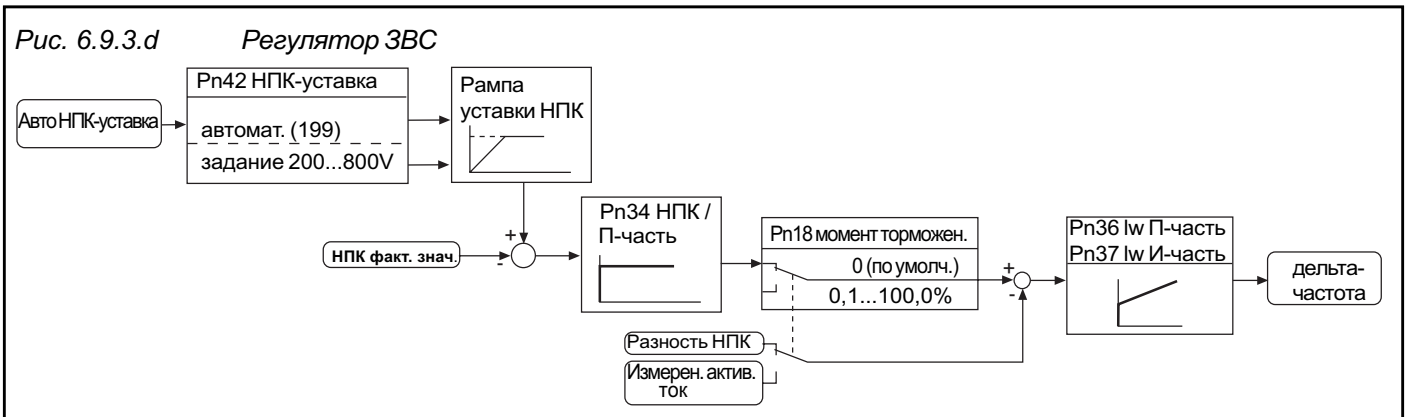 Рис. 6.9.3.d Регулятор ЗВС
Pn42 НПК-уставка
Рампа
уставки НПК
Авто НПК-уставка
автомат. (199)
задание 200...800V
Pn34 НПК /
П-часть
Pn18 момент торможен.
0 (по умолч.)
0,1...100,0%
Pn36 Iw П-часть
Pn37 Iw И-часть
+
-
НПК факт. знач.
+
-
дельта-
частота
Разность НПК
Измерен. актив.
ток